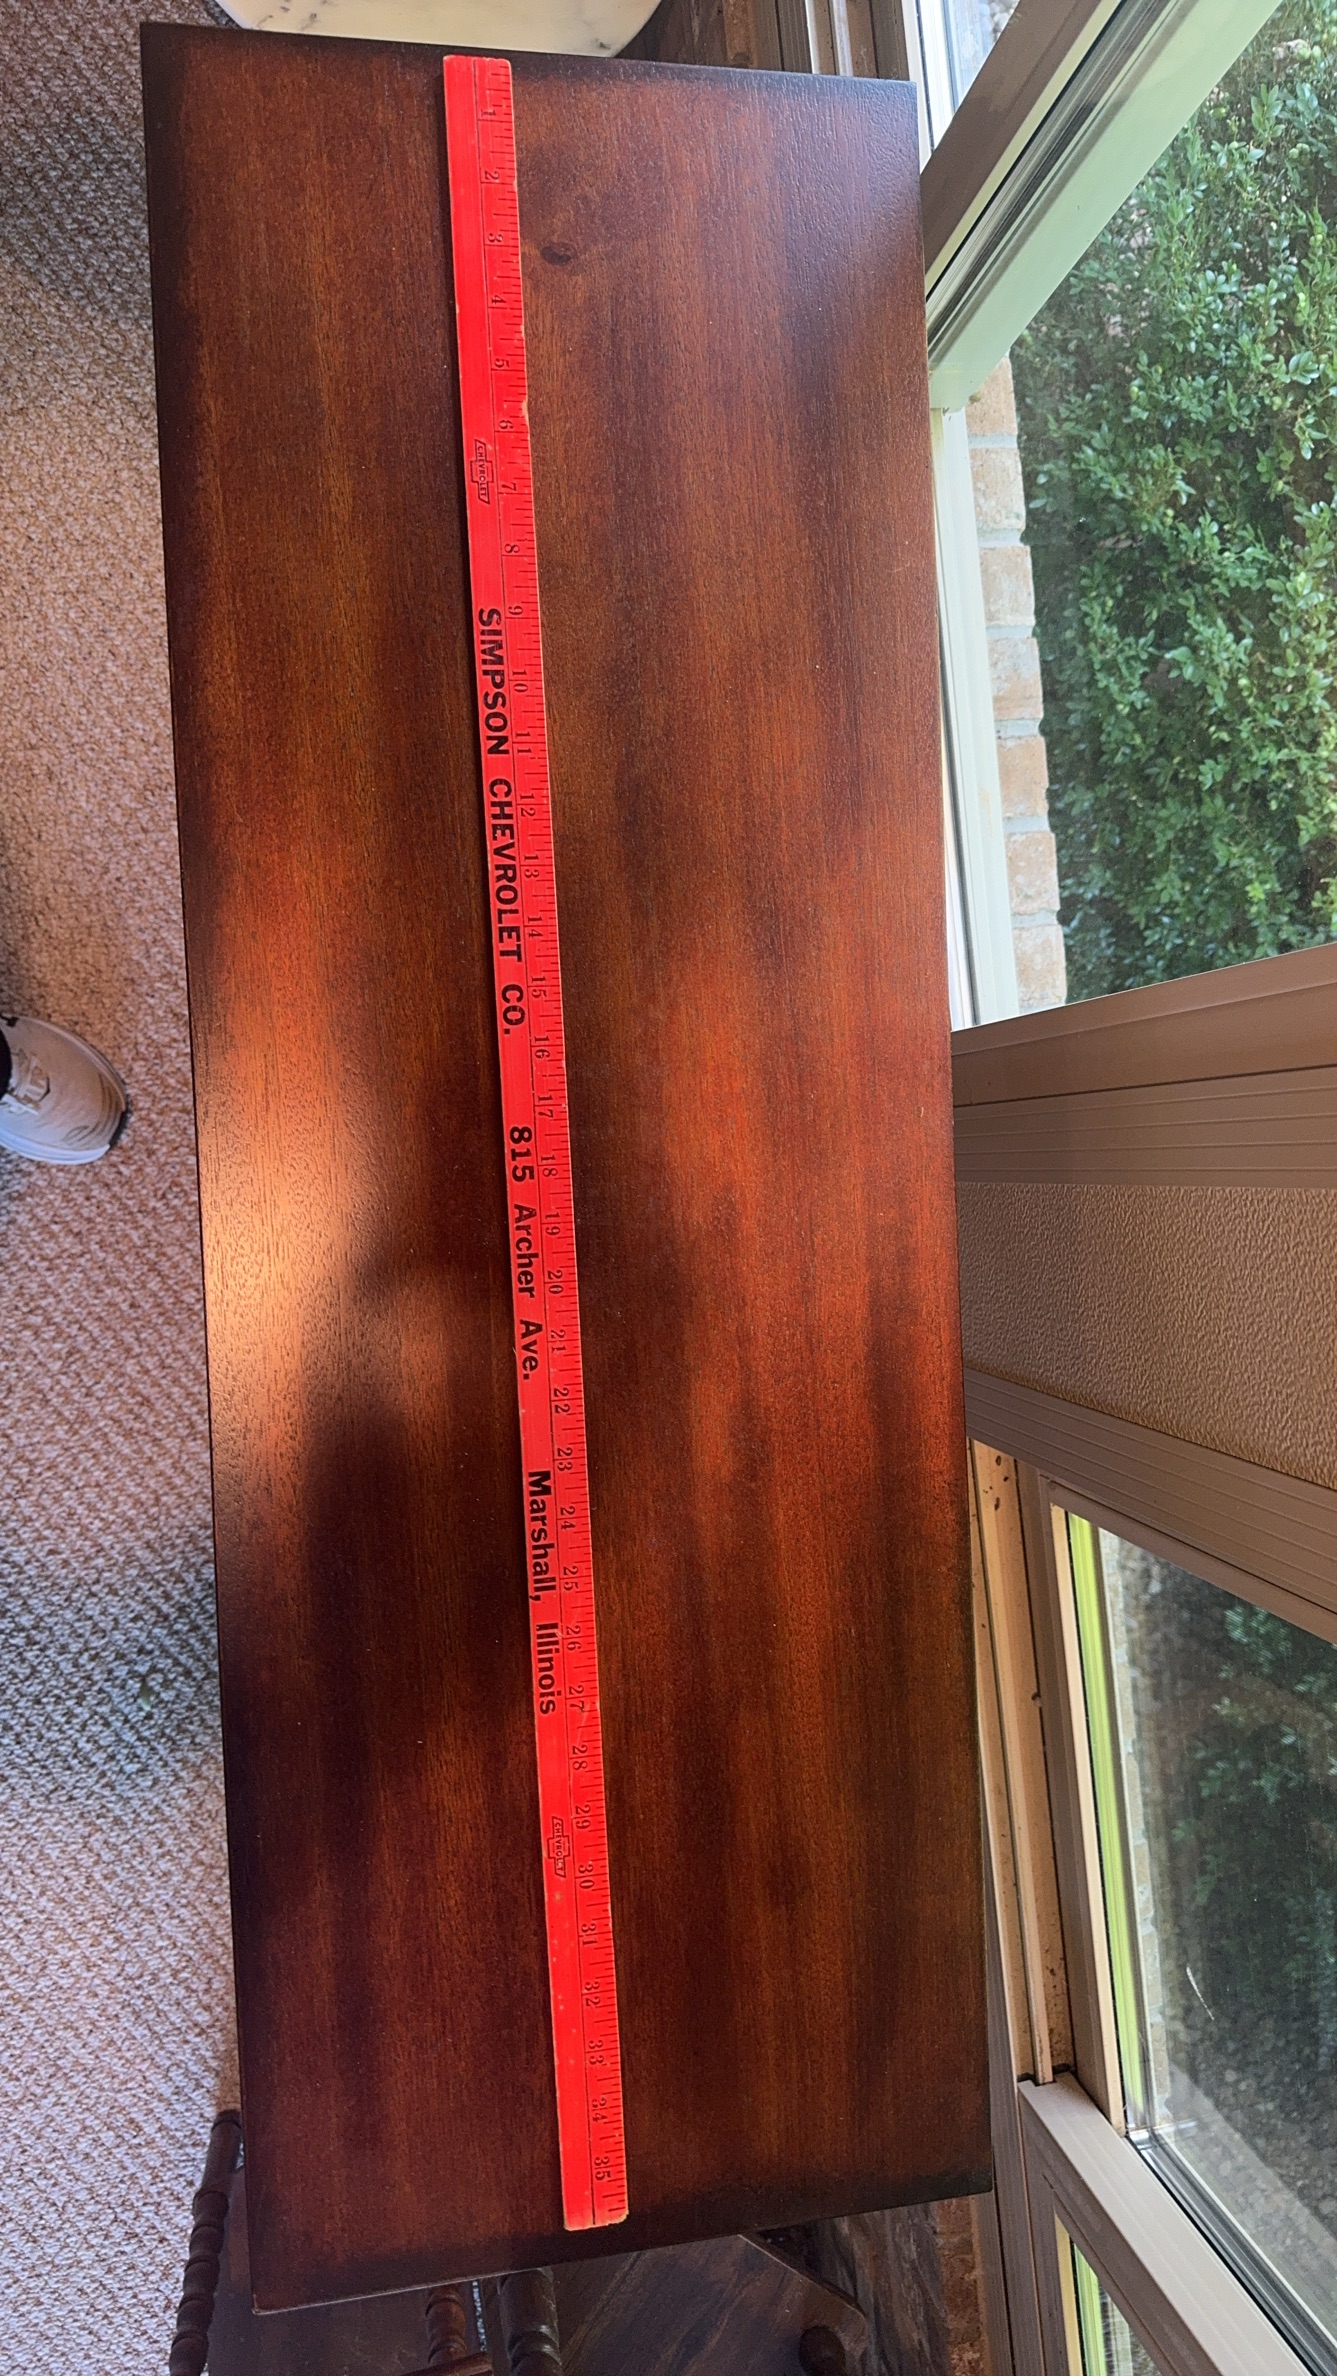 1 2 3 4 5 6 7 8 9 10 11 12 13 14 15 16 17 18 19 20 21 22 23 24 25 26 27 28 29 30 31 32 33 34 35
CHEVROLET SIMPSON CHEVROLET CO. 815 Archer Ave. Marshall, Illinois CHEVROLET